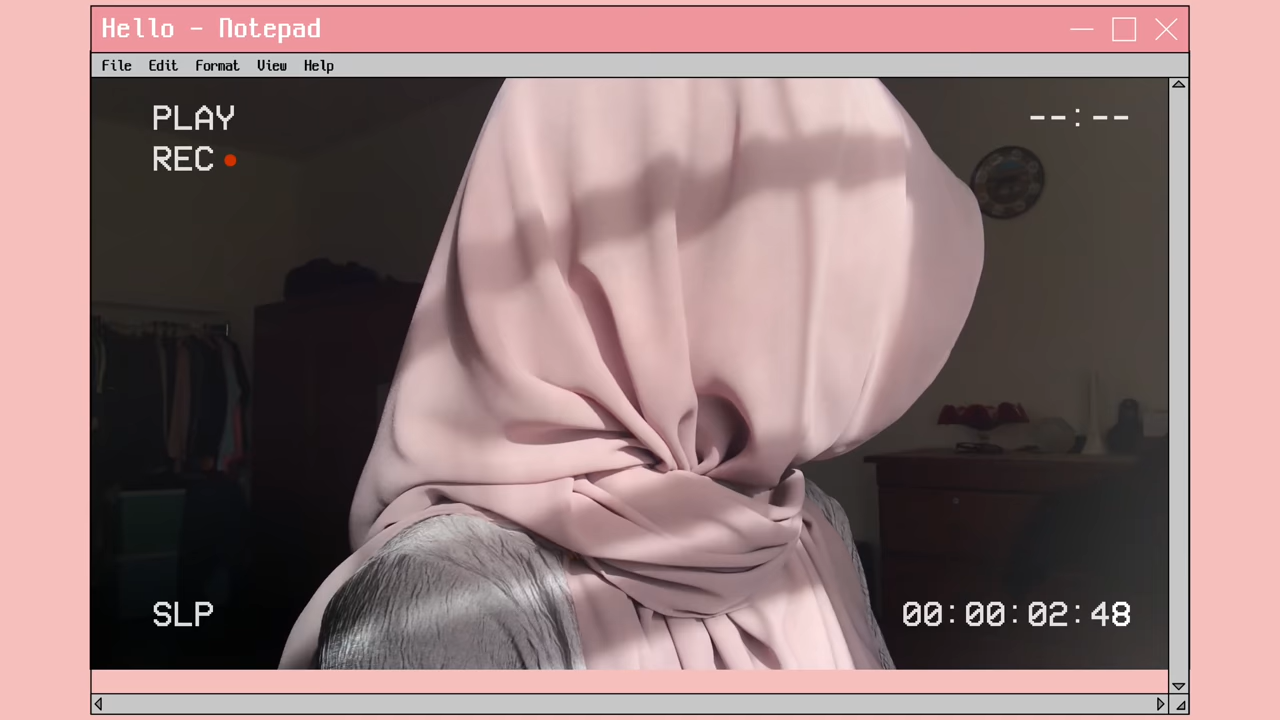 Hello - Notepad
File Edit Format View Help
PLAY --:--
REC
SLP 00:00:02:48